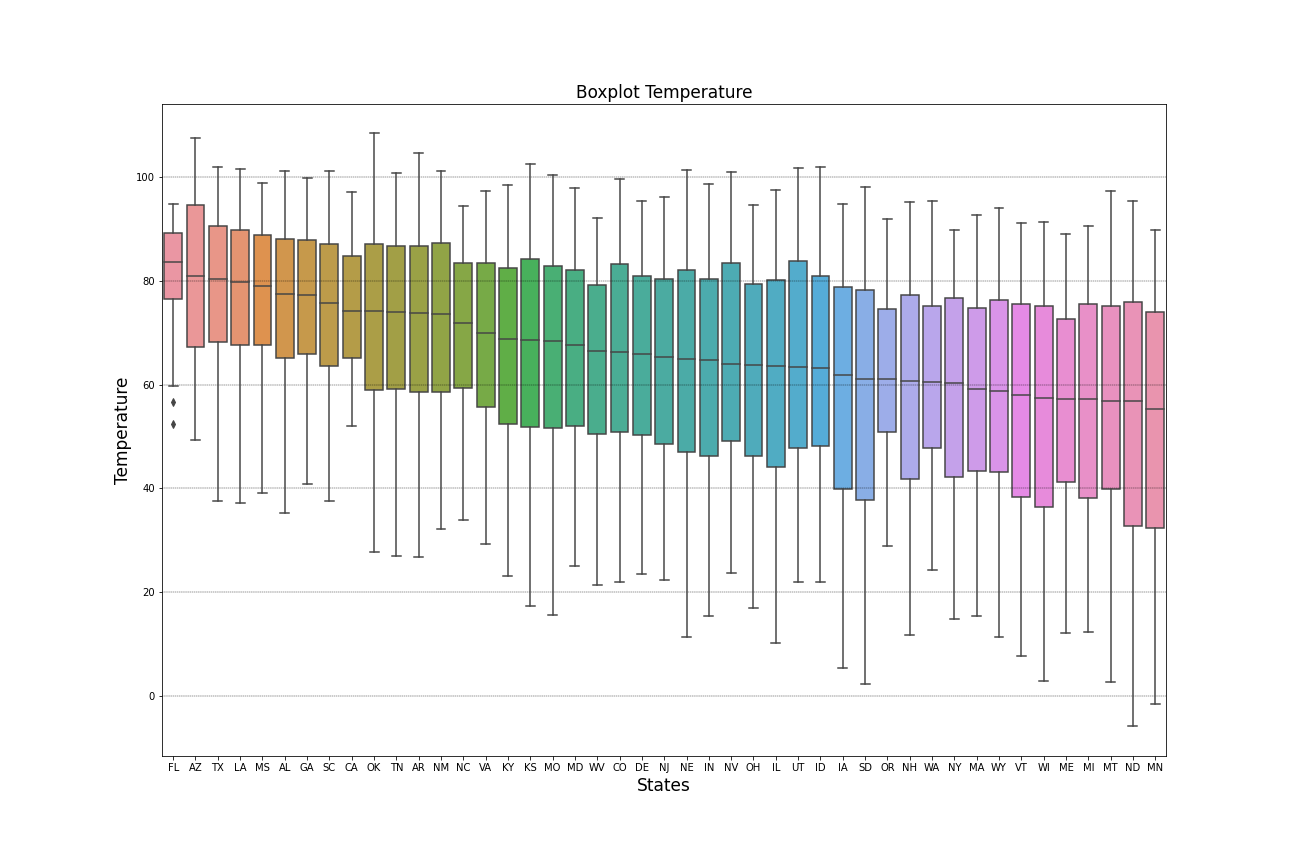 Boxplot Temperature
Temperature
100
80
60
40
20
0
FL AZ TX LA MS AL GA SC CA OK TN AR NM NC VA KY KS MO MD WV CO DE NJ NE IN NV OH IL UT ID IA SD OR NH WA NY MA WY VT WI ME MI MT ND MN
States